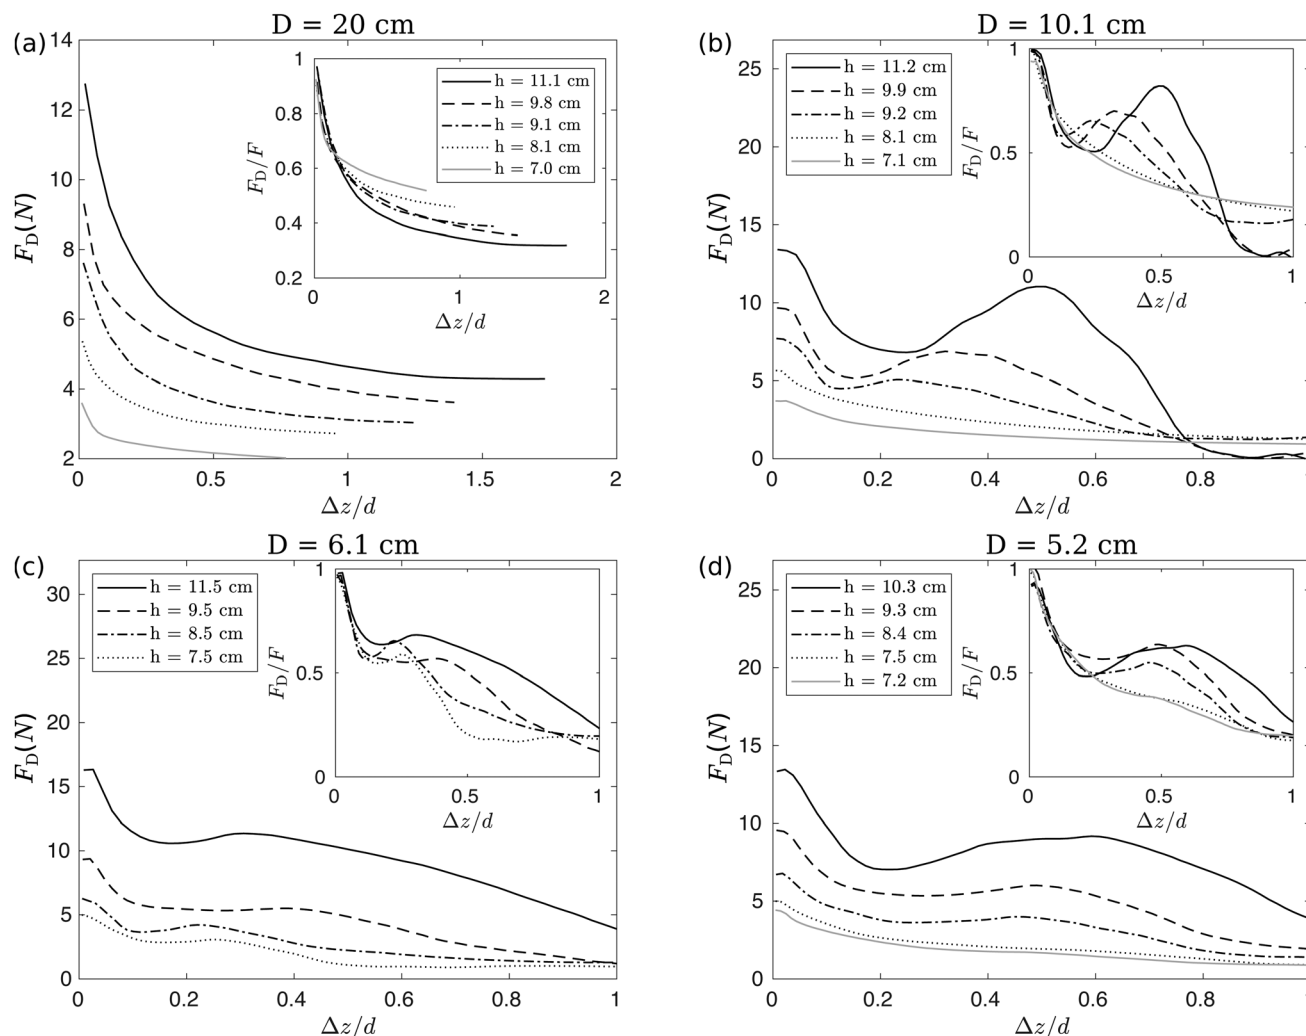 (a)
D = 20 cm
14
12
10
8
6
4
2
0
0.5
1
1.5
2
F_D(N)
Δz/d
1
0.8
0.6
0.4
0.2
0
1
2
F_D/F
Δz/d
h = 11.1 cm
h = 9.8 cm
h = 9.1 cm
h = 8.1 cm
h = 7.0 cm
(b)
D = 10.1 cm
25
20
15
10
5
0
0
0.2
0.4
0.6
0.8
F_D(N)
Δz/d
h = 11.2 cm
h = 9.9 cm
h = 9.2 cm
h = 8.1 cm
h = 7.1 cm
1
0.5
0
0
0.5
1
F_D/F
Δz/d
(c)
D = 6.1 cm
30
25
20
15
10
5
0
0
0.2
0.4
0.6
0.8
1
F_D(N)
Δz/d
h = 11.5 cm
h = 9.5 cm
h = 8.5 cm
h = 7.5 cm
1
0.5
0
0
0.5
1
F_D/F
Δz/d
(d)
D = 5.2 cm
25
20
15
10
5
0
0
0.2
0.4
0.6
0.8
F_D(N)
Δz/d
h = 10.3 cm
h = 9.3 cm
h = 8.4 cm
h = 7.5 cm
h = 7.2 cm
1
0.5
0
0
0.5
1
F_D/F
Δz/d